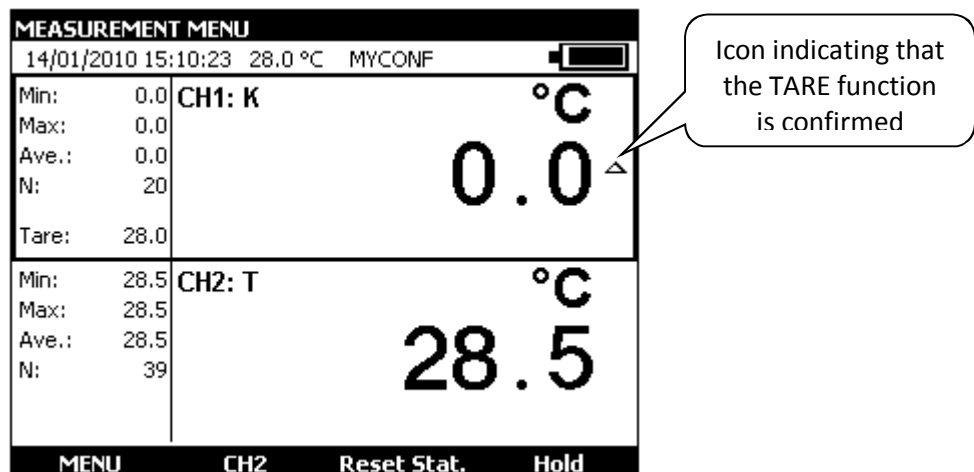 MEASUREMENT MENU
14/01/2010 15:10:23 28.0 °C MYCONF
Min: 0.0
Max: 0.0
Ave.: 0.0
N: 20
Tare: 28.0
CH1: K
°C
0.0
Min: 28.5
Max: 28.5
Ave.: 28.5
N: 39
CH2: T
°C
28.5
MENU CH2 Reset Stat. Hold
Icon indicating that
the TARE function
is confirmed